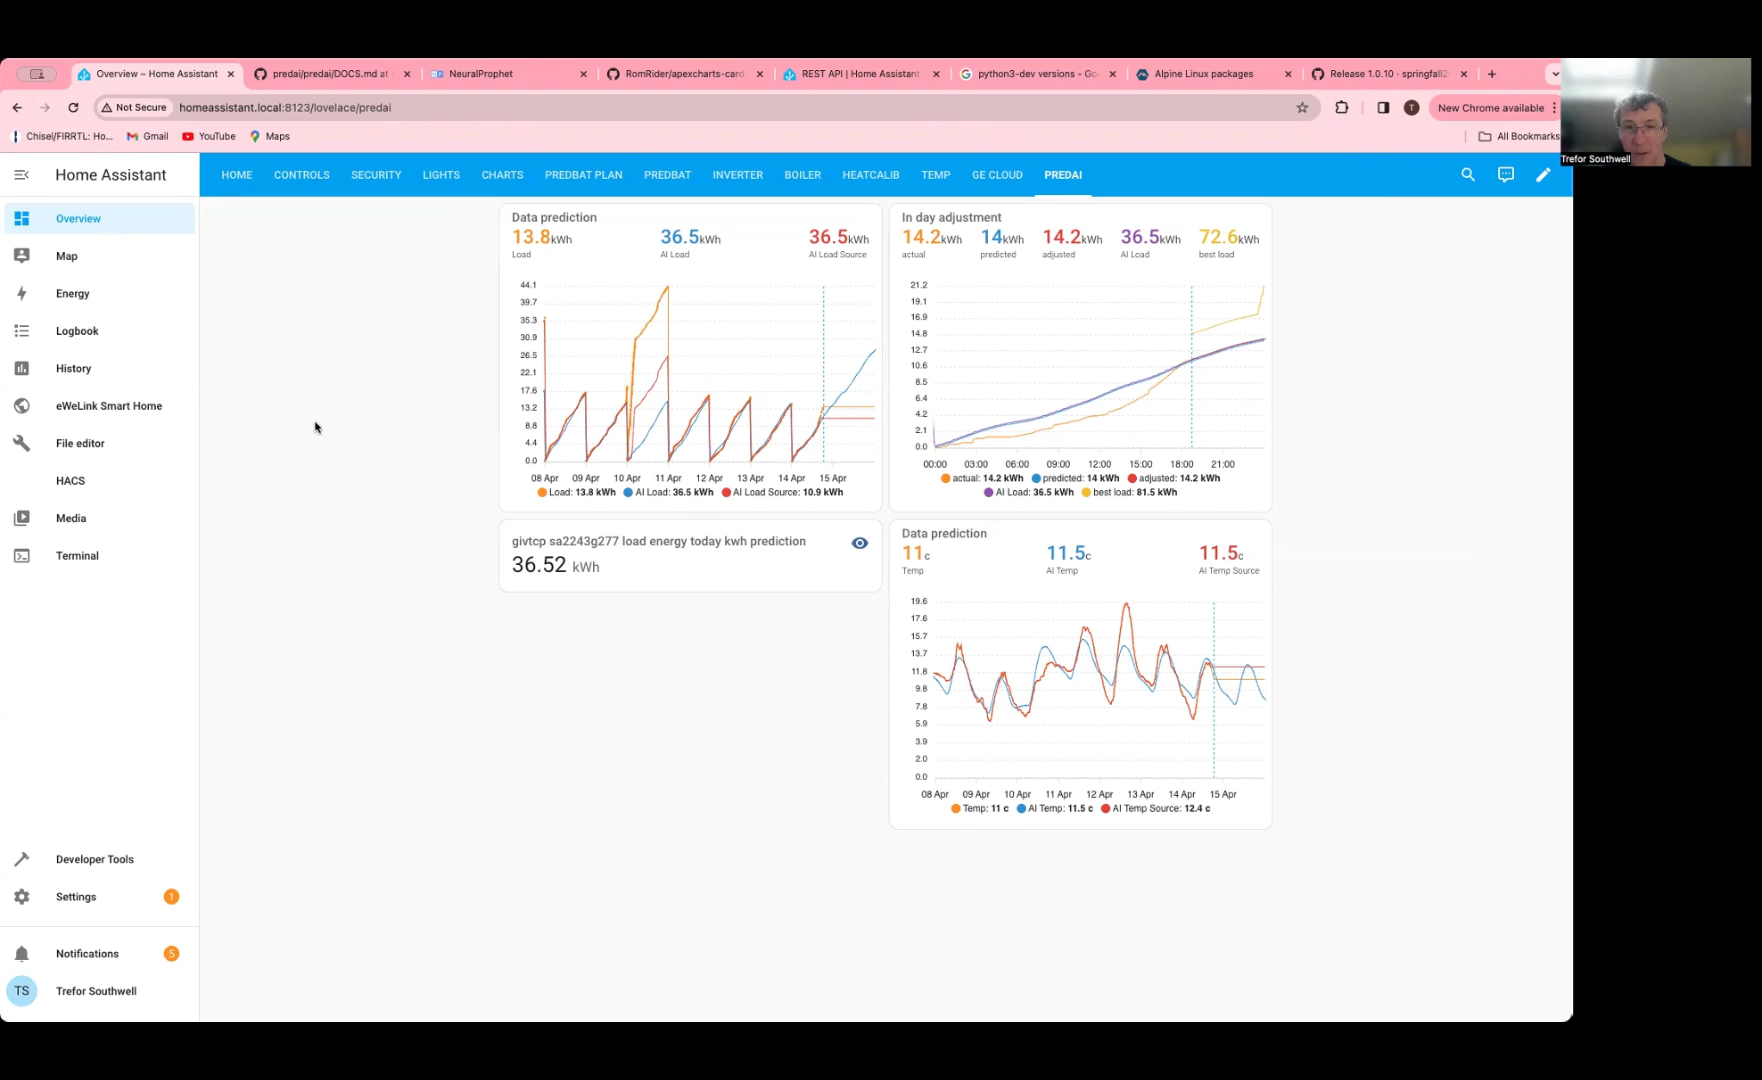 Overview – Home Assistant
predai/predai/DOCS.md at
NeuralProphet
RomRider/apexcharts-card
REST API | Home Assistant
python3-dev versions - Go
Alpine Linux packages
Release 1.0.10 · springfall2
Not Secure
homeassistant.local:8123/lovelace/predai
T
New Chrome available
Chisel/FIRRTL: Ho...
Gmail
YouTube
Maps
All Bookmarks
Trefor Southwell
Home Assistant
HOME
CONTROLS
SECURITY
LIGHTS
CHARTS
PREDBAT PLAN
PREDBAT
INVERTER
BOILER
HEATCALIB
TEMP
GE CLOUD
PREDAI
Overview
Map
Energy
Logbook
History
eWeLink Smart Home
File editor
HACS
Media
Terminal
Developer Tools
Settings
1
Notifications
5
TS
Trefor Southwell
Data prediction
13.8kWh 36.5kWh 36.5kWh
Load AI Load AI Load Source
44.1
39.7
35.3
30.9
26.5
22.1
17.6
13.2
8.8
4.4
0.0
08 Apr 09 Apr 10 Apr 11 Apr 12 Apr 13 Apr 14 Apr 15 Apr
Load: 13.8 kWh AI Load: 36.5 kWh AI Load Source: 10.9 kWh
In day adjustment
14.2kWh 14kWh 14.2kWh 36.5kWh 72.6kWh
actual predicted adjusted AI Load best load
21.2
19.1
16.9
14.8
12.7
10.6
8.5
6.4
4.2
2.1
0.0
00:00 03:00 06:00 09:00 12:00 15:00 18:00 21:00
actual: 14.2 kWh predicted: 14 kWh adjusted: 14.2 kWh
AI Load: 36.5 kWh best load: 81.5 kWh
givtcp sa2243g277 load energy today kwh prediction
36.52 kWh
Data prediction
11c 11.5c 11.5c
Temp AI Temp AI Temp Source
19.6
17.6
15.7
13.7
11.8
9.8
7.8
5.9
3.9
2.0
0.0
08 Apr 09 Apr 10 Apr 11 Apr 12 Apr 13 Apr 14 Apr 15 Apr
Temp: 11 c AI Temp: 11.5 c AI Temp Source: 12.4 c